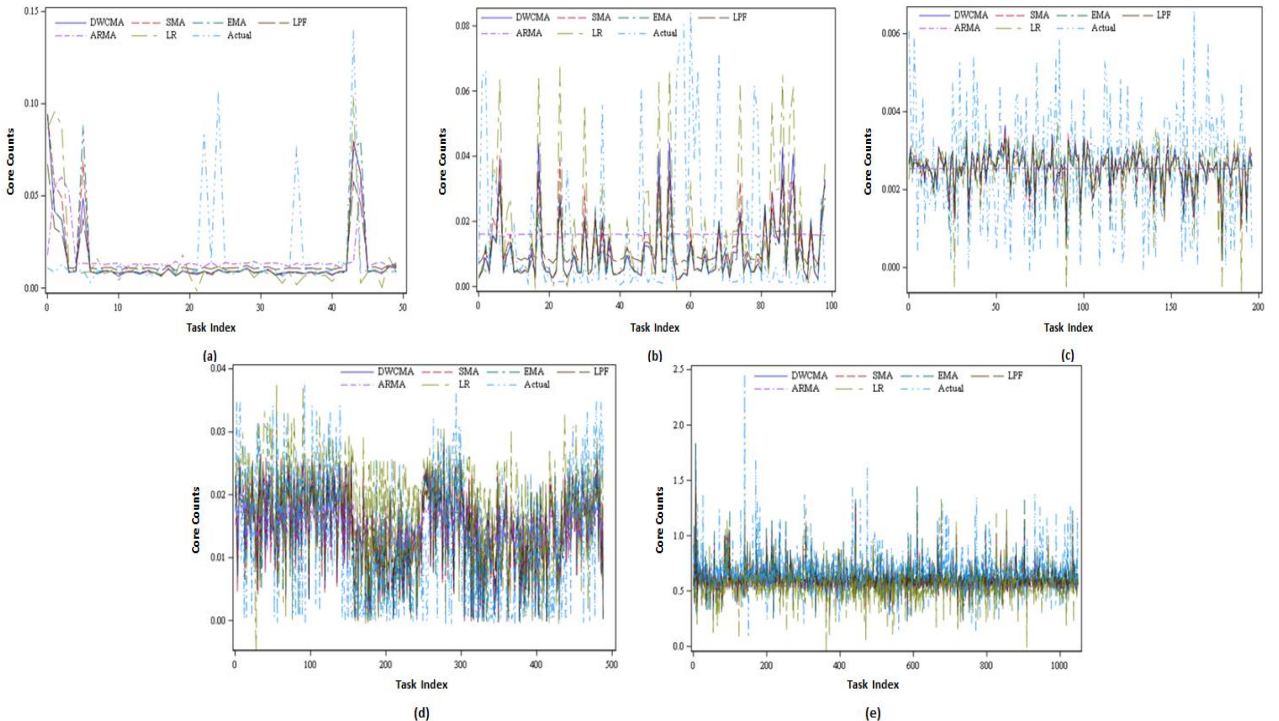 DWCMA SMA EMA LPF
ARMA LR Actual
0.15
0.10
0.05
0.00
Core Counts
0 10 20 30 40 50
Task Index
(a)
DWCMA SMA EMA LPF
ARMA LR Actual
0.08
0.06
0.04
0.02
0.00
Core Counts
0 20 40 60 80 100
Task Index
(b)
DWCMA SMA EMA LPF
ARMA LR Actual
0.006
0.004
0.002
0.000
Core Counts
0 50 100 150 200
Task Index
(c)
DWCMA SMA EMA LPF
ARMA LR Actual
0.04
0.03
0.02
0.01
0.00
Core Counts
0 100 200 300 400 500
Task Index
(d)
DWCMA SMA EMA LPF
ARMA LR Actual
2.5
2.0
1.5
1.0
0.5
0.0
Core Counts
0 200 400 600 800 1000
Task Index
(e)